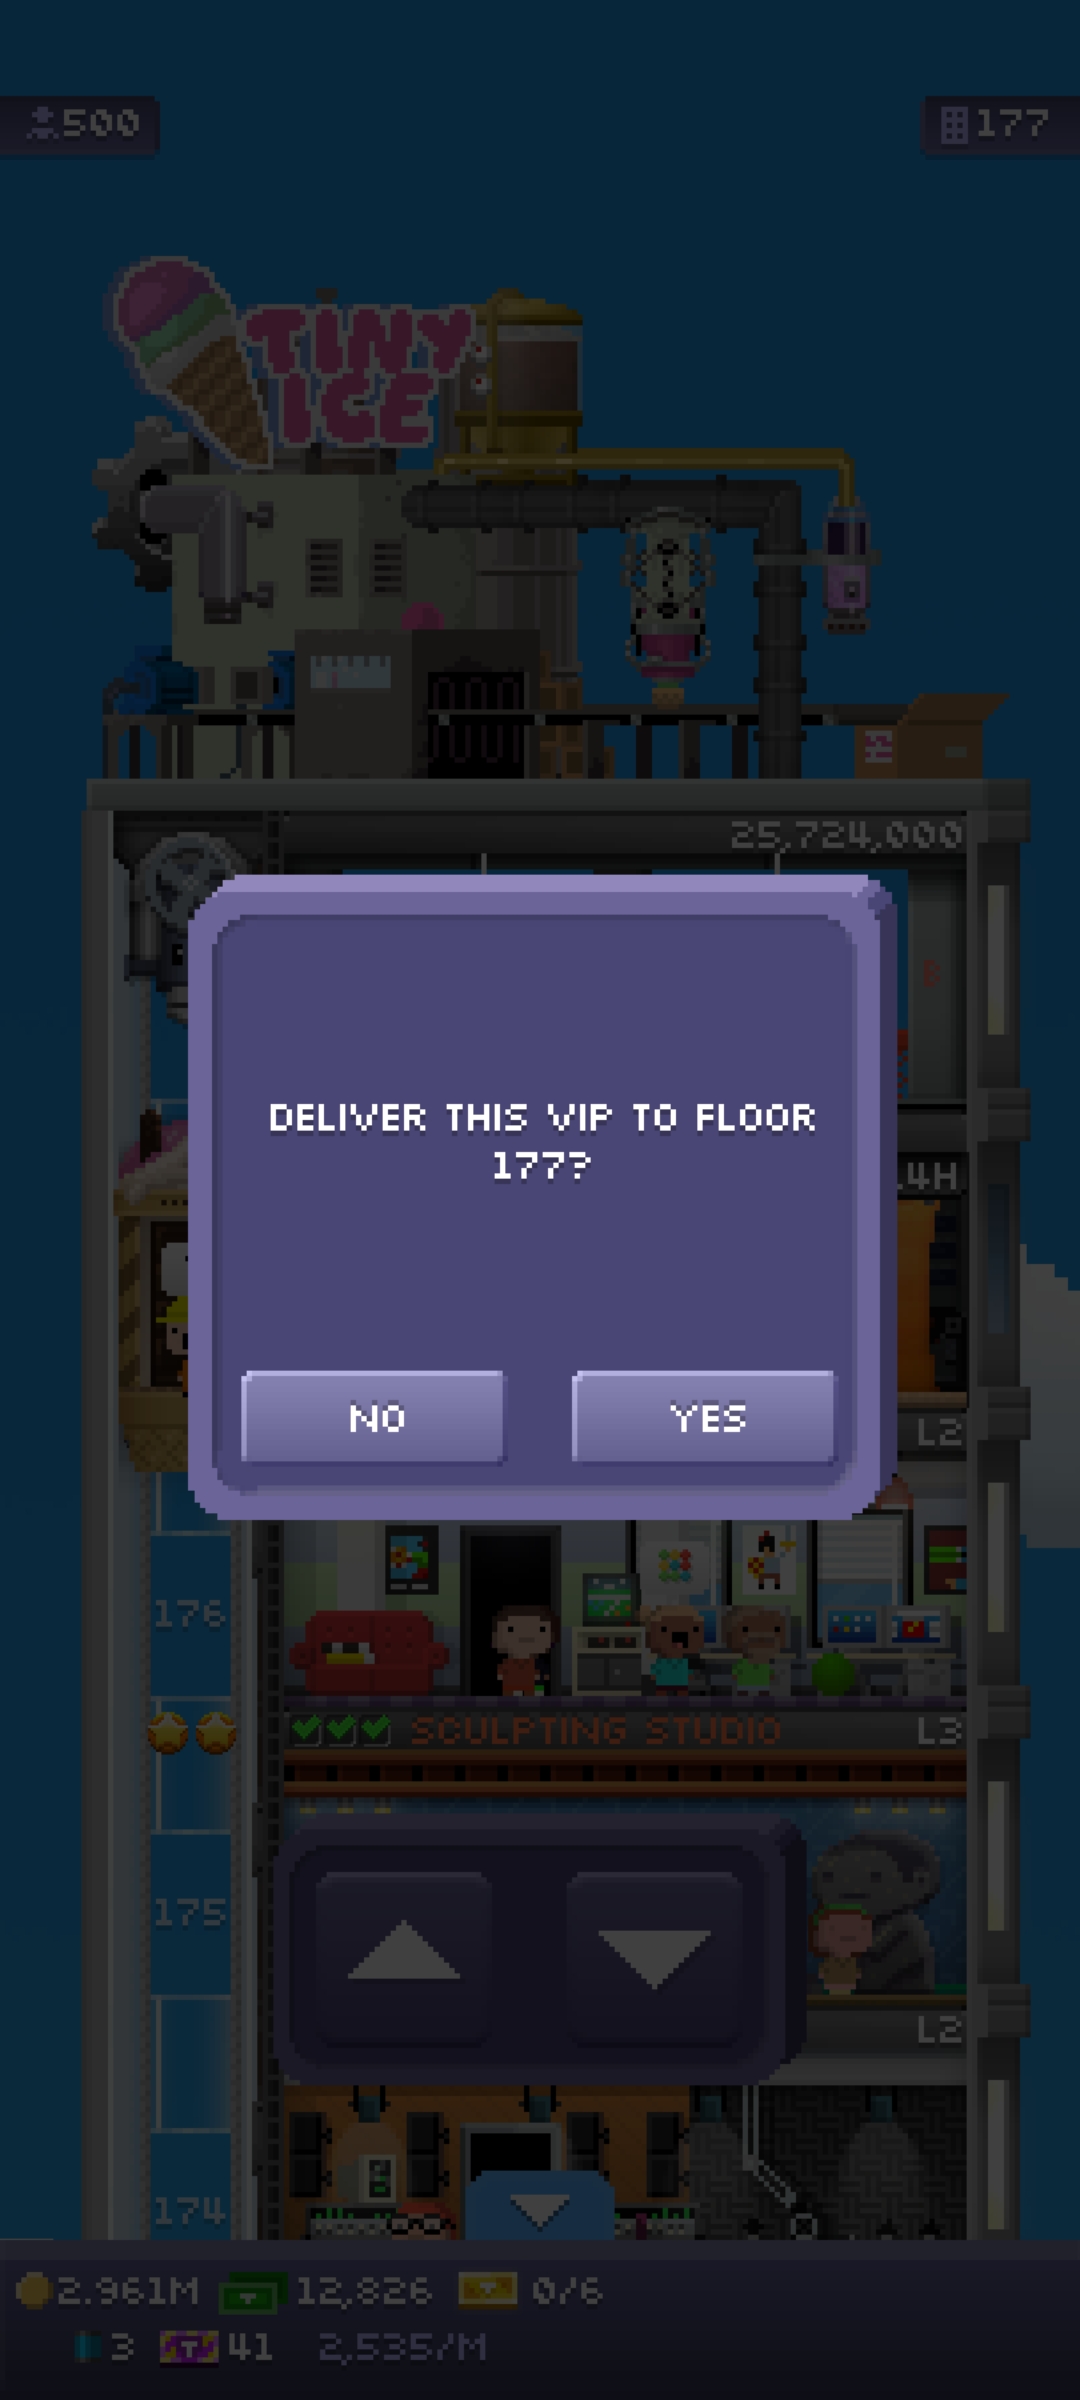 500
177
TINY
ICE
25,724,000
DELIVER THIS VIP TO FLOOR
177?
.4H
NO
YES
L2
176
SCULPTING STUDIO
L3
175
L2
174
2.961M
12,826
0/6
3
T
41
2,535/M